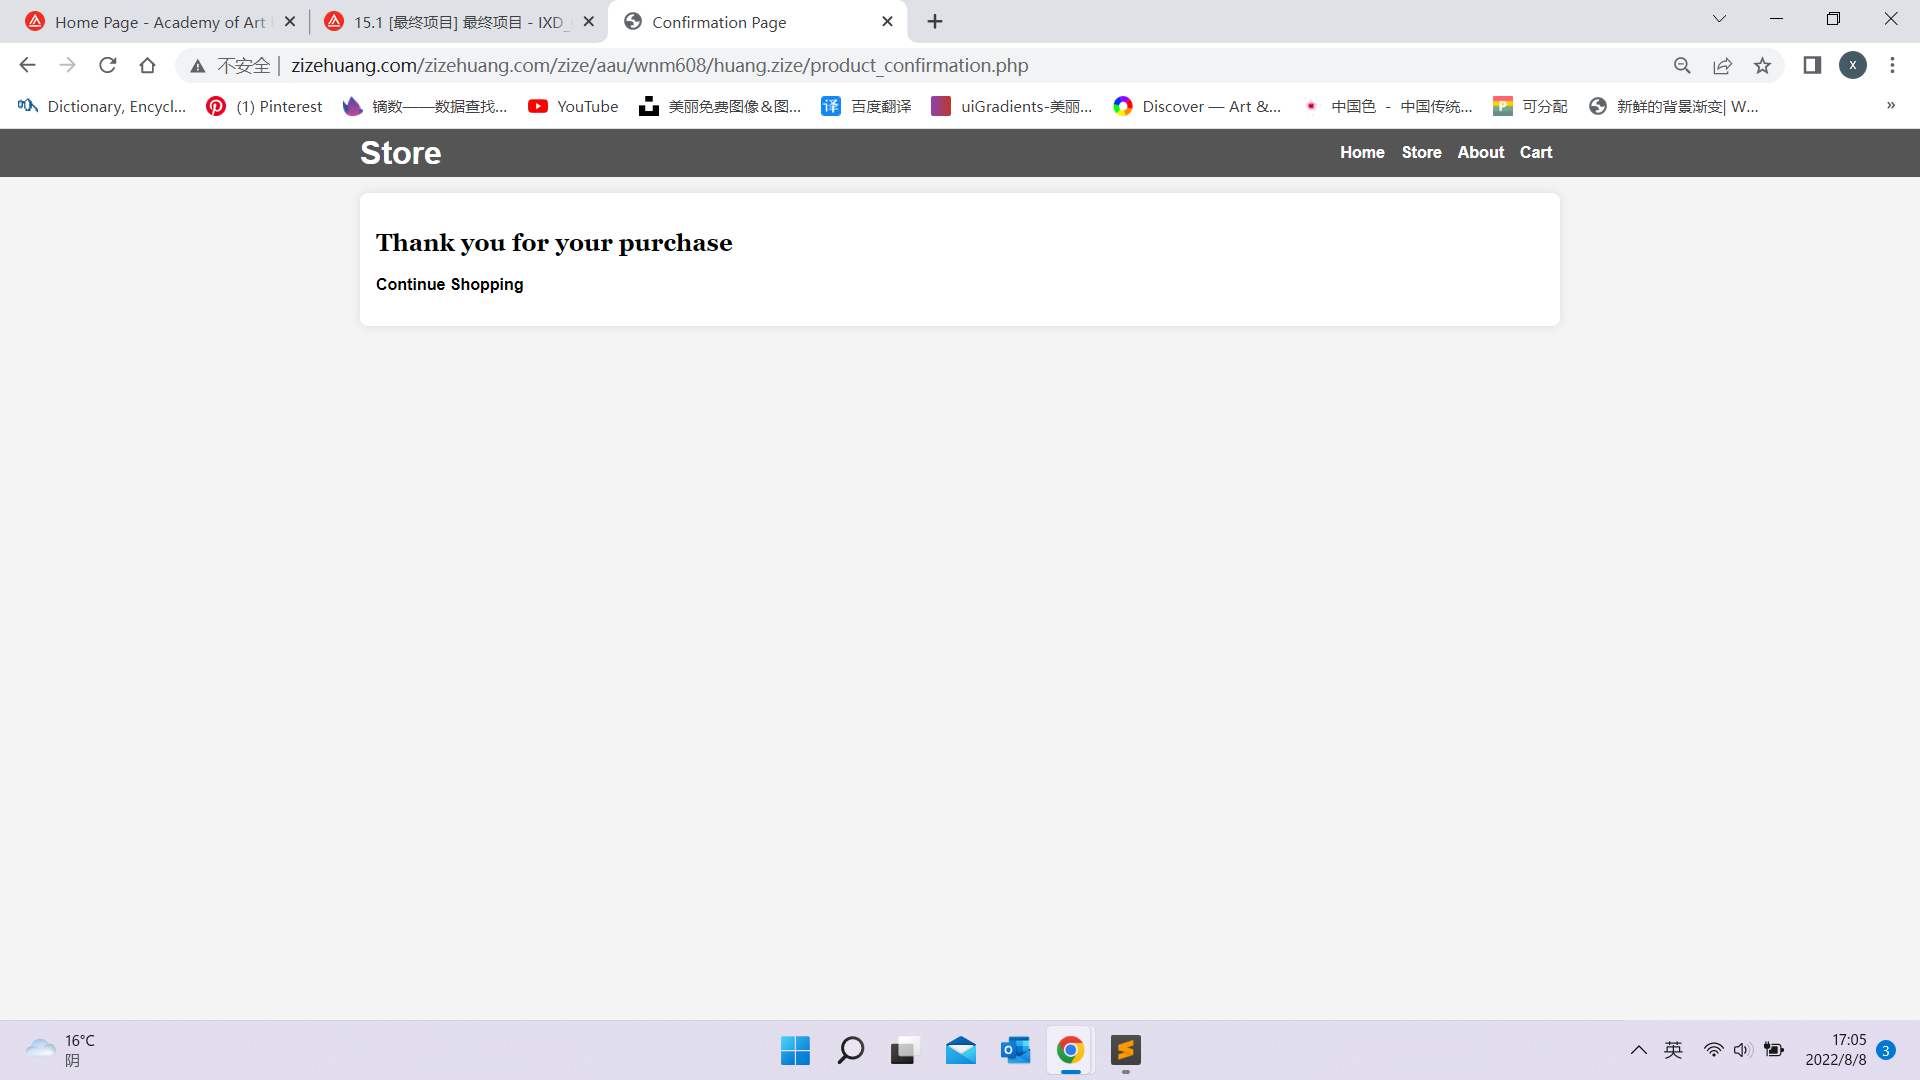 Home Page - Academy of Art
15.1 [最终项目] 最终项目 - IXD_
Confirmation Page
不安全 | zizehuang.com/zizehuang.com/zize/aau/wnm608/huang.zize/product_confirmation.php
X
Dictionary, Encycl...
(1) Pinterest
镝数——数据查找...
YouTube
美丽免费图像&图...
译 百度翻译
uiGradients-美丽...
Discover — Art &...
中国色 - 中国传统...
P 可分配
新鲜的背景渐变| W...
»
Store
Home Store About Cart
Thank you for your purchase
Continue Shopping
16°C
阴
英
17:05
2022/8/8
3